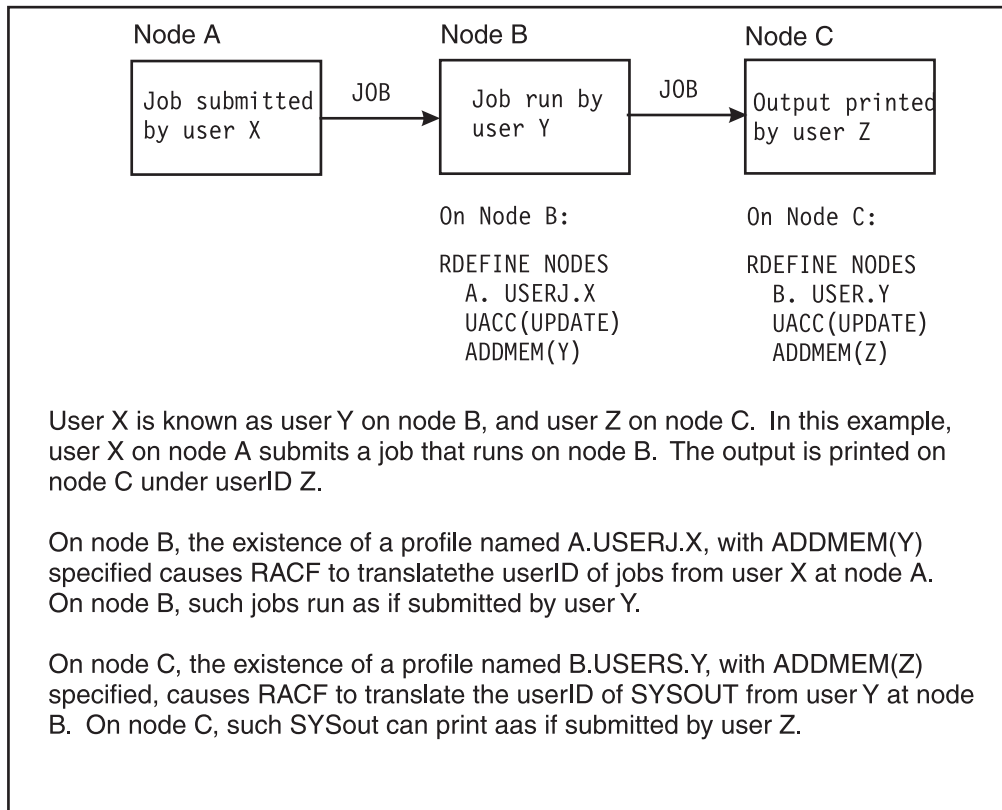 Node A
Node B
Node C
Job submitted
by user X
JOB
Job run by
user Y
JOB
Output printed
by user Z
On Node B:
RDEFINE NODES
A. USERJ.X
UACC(UPDATE)
ADDMEM(Y)
On Node C:
RDEFINE NODES
B. USER.Y
UACC(UPDATE)
ADDMEM(Z)
User X is known as user Y on node B, and user Z on node C. In this example,
user X on node A submits a job that runs on node B. The output is printed on
node C under userID Z.
On node B, the existence of a profile named A.USERJ.X, with ADDMEM(Y)
specified causes RACF to translatethe userID of jobs from user X at node A.
On node B, such jobs run as if submitted by user Y.
On node C, the existence of a profile named B.USERS.Y, with ADDMEM(Z)
specified, causes RACF to translate the userID of SYSOUT from user Y at node
B. On node C, such SYSout can print aas if submitted by user Z.